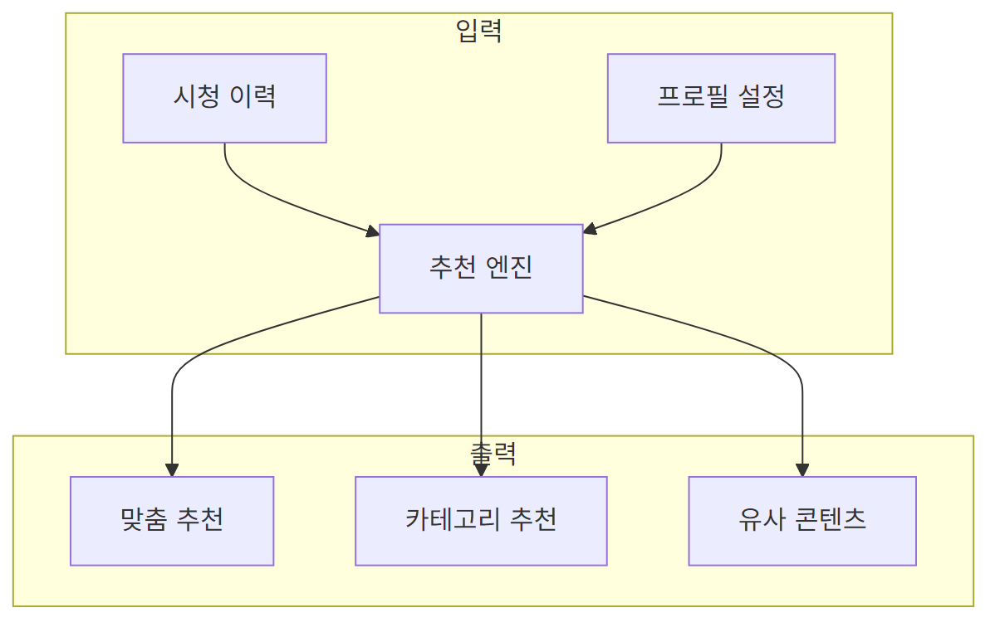 입력
시청 이력
프로필 설정
추천 엔진
출력
맞춤 추천
카테고리 추천
유사 콘텐츠